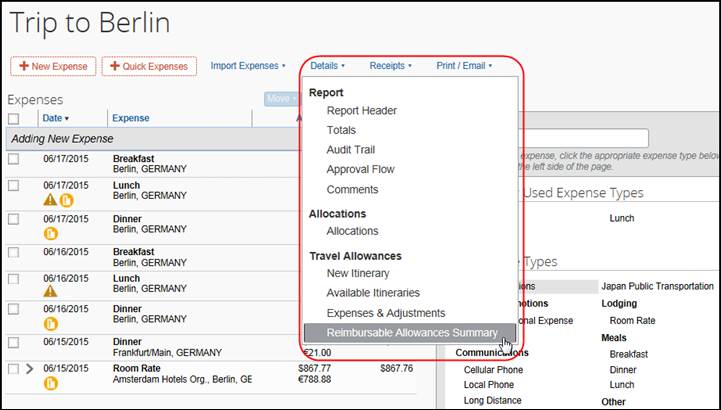 Trip to Berlin
New Expense
Quick Expenses
Import Expenses
Details
Receipts
Print / Email
Expenses
Move
Date
Expense
A
Adding New Expense
06/17/2015 Breakfast
Berlin, GERMANY
06/17/2015 Lunch
Berlin, GERMANY
06/17/2015 Dinner
Berlin, GERMANY
06/16/2015 Breakfast
Berlin, GERMANY
06/16/2015 Lunch
Berlin, GERMANY
06/16/2015 Dinner
Berlin, GERMANY
06/15/2015 Dinner
Frankfurt/Main, GERMANY €21.00
06/15/2015 Room Rate $867.77 $867.76
Amsterdam Hotels Org., Berlin, GE €788.88
Report
Report Header
Totals
Audit Trail
Approval Flow
Comments
Allocations
Allocations
Travel Allowances
New Itinerary
Available Itineraries
Expenses & Adjustments
Reimbursable Allowances Summary
expense, click the appropriate expense type below
the left side of the page.
Used Expense Types
Lunch
Types
ions
Japan Public Transportation
motions
Lodging
onal Expense
Room Rate
Meals
Communications
Breakfast
Cellular Phone
Dinner
Local Phone
Lunch
Long Distance
Other